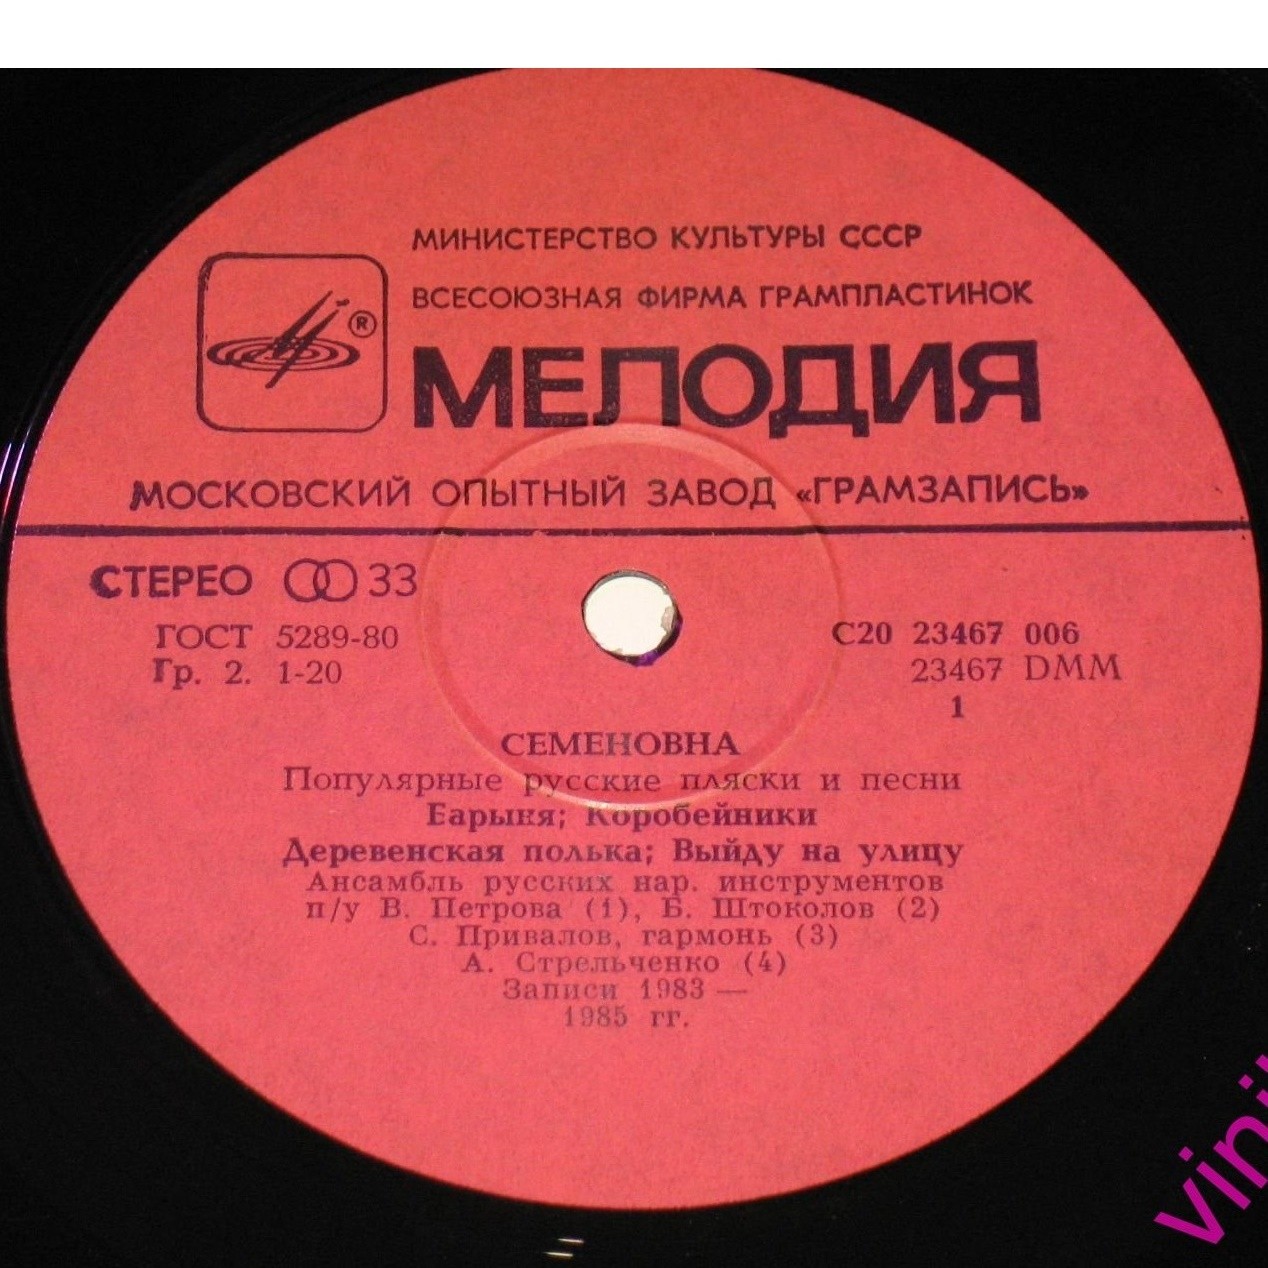 МИНИСТЕРСТВО КУЛЬТУРЫ СССР
ВСЕСОЮЗНАЯ ФИРМА ГРАМПЛАСТИНОК
®
МЕЛОДИЯ
МОСКОВСКИЙ ОПЫТНЫЙ ЗАВОД «ГРАМЗАПИСЬ»
СТЕРЕО 33
ГОСТ 5289-80
Гр. 2. 1-20
С20 23467 006
23467 DMM
1
СЕМЕНОВНА
Популярные русские пляски и песни
Барыня; Коробейники
Деревенская полька; Выйду на улицу
Ансамбль русских нар. инструментов
п/у В. Петрова (1), Б. Штоколов (2)
С. Привалов, гармонь (3)
А. Стрельченко (4)
Записи 1983 —
1985 гг.